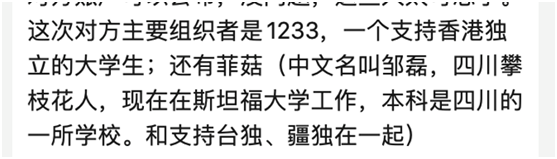 这次对方主要组织者是1233，一个支持香港独
立的大学生；还有菲菇（中文名叫邹磊，四川攀
枝花人，现在在斯坦福大学工作，本科是四川的
一所学校。和支持台独、疆独在一起）